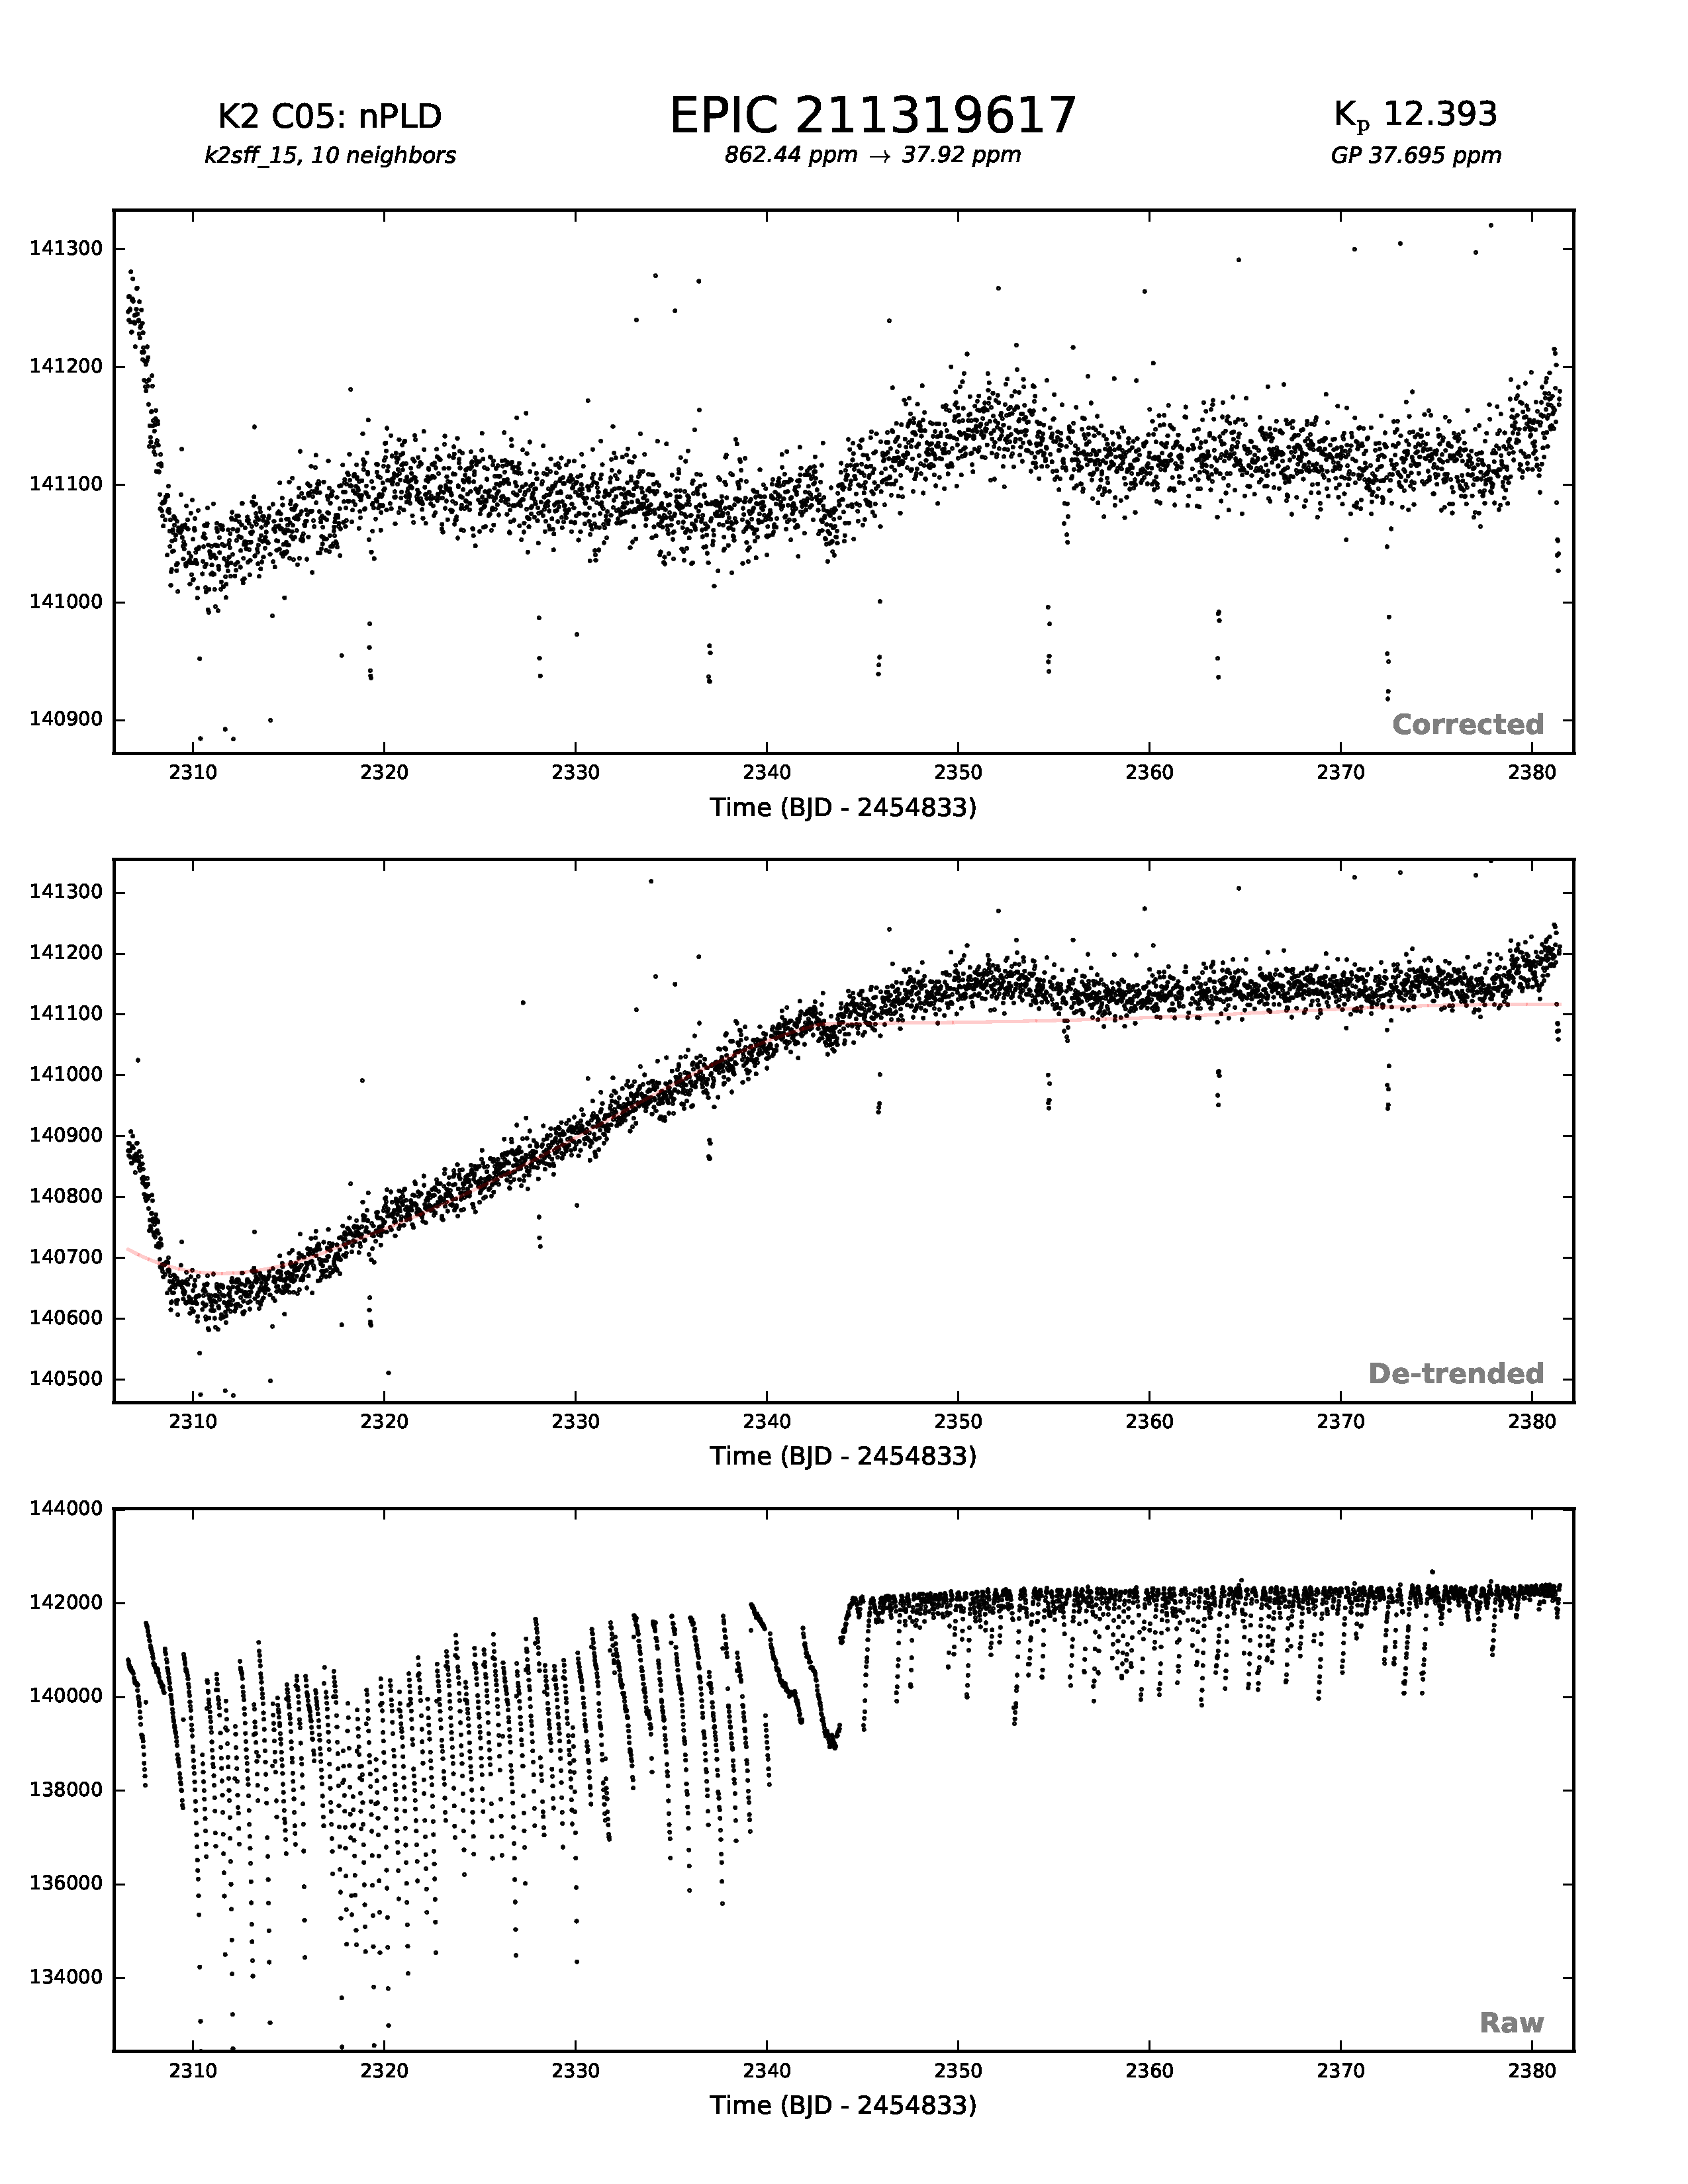 K2 C05: nPLD
EPIC 211319617
Kp 12.393
k2sff_15, 10 neighbors
862.44 ppm → 37.92 ppm
GP 37.695 ppm
141300
141200
141100
141000
140900
Corrected
2310 2320 2330 2340 2350 2360 2370 2380
Time (BJD - 2454833)
141300
141200
141100
141000
140900
140800
140700
140600
140500
De-trended
2310 2320 2330 2340 2350 2360 2370 2380
Time (BJD - 2454833)
144000
142000
140000
138000
136000
134000
Raw
2310 2320 2330 2340 2350 2360 2370 2380
Time (BJD - 2454833)